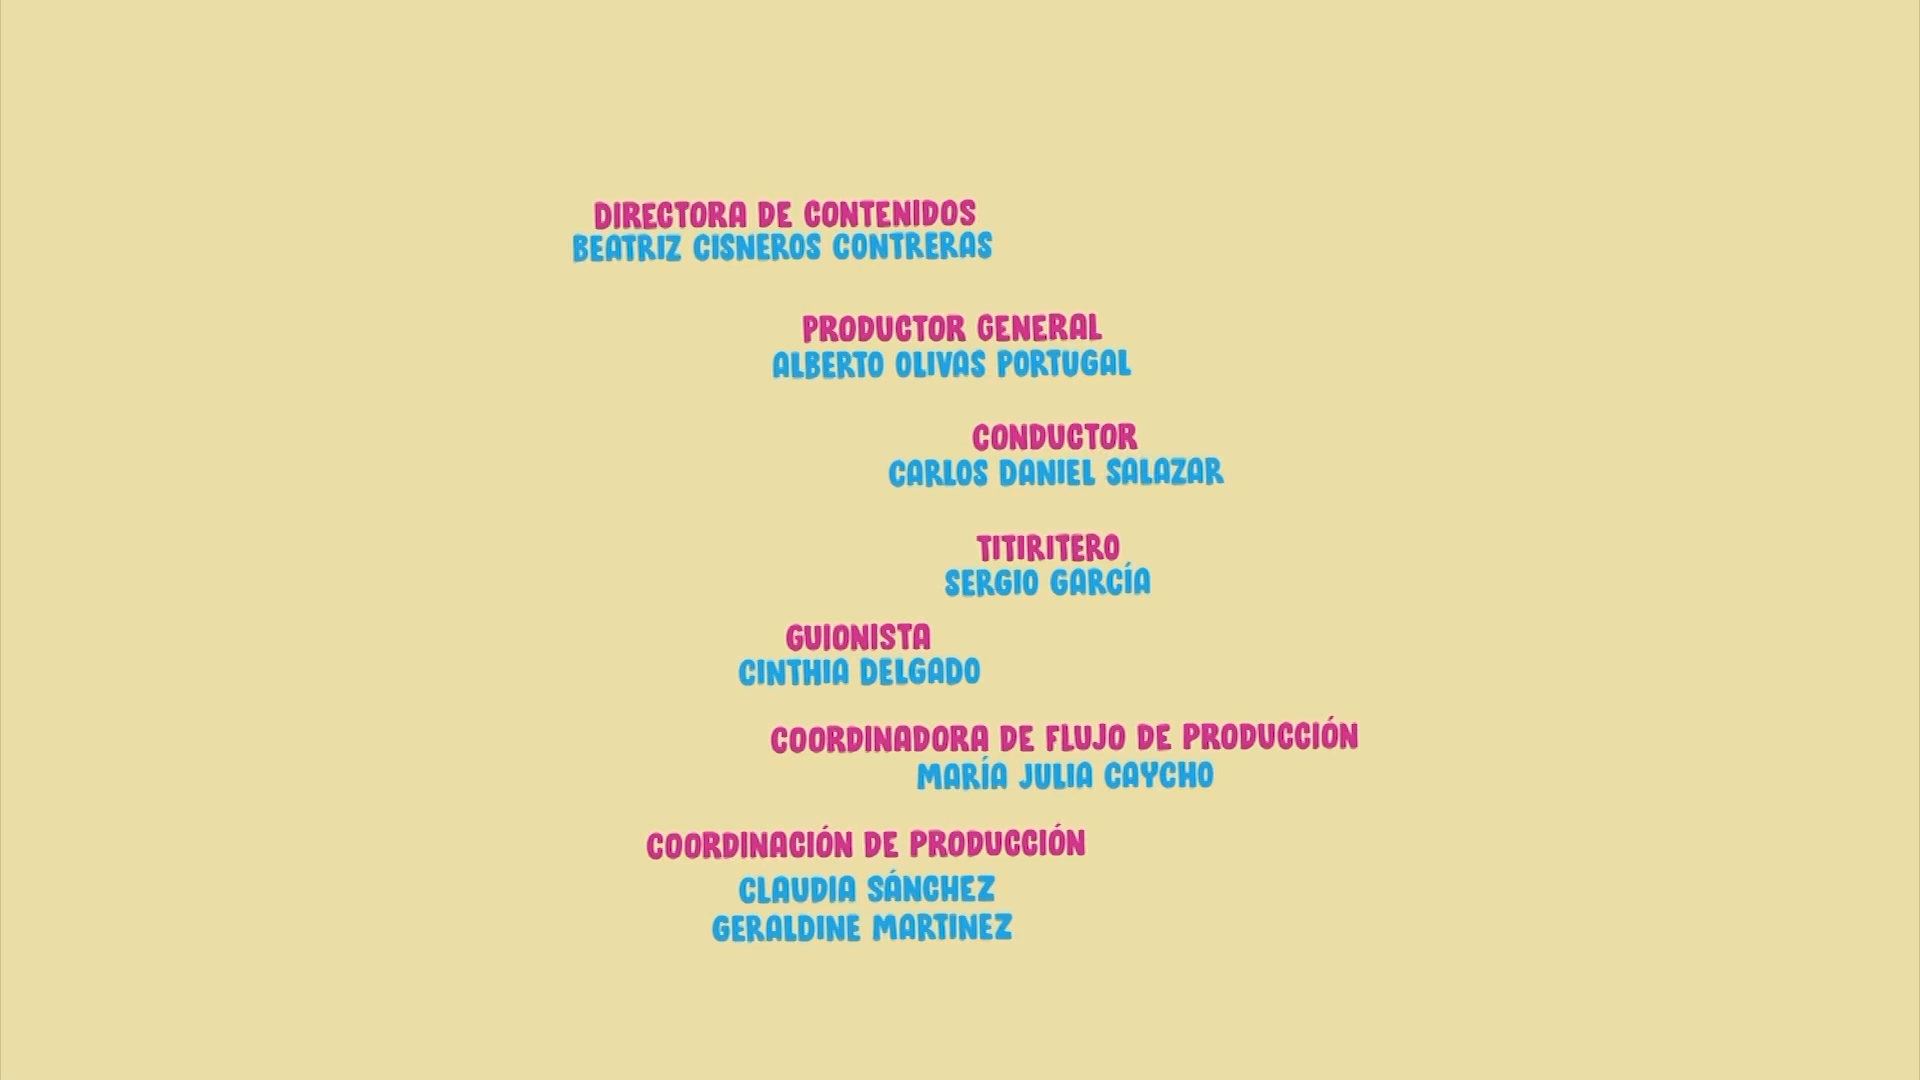 DIRECTORA DE CONTENIDOS
BEATRIZ CISNEROS CONTRERAS
PRODUCTOR GENERAL
ALBERTO OLIVAS PORTUGAL
CONDUCTOR
CARLOS DANIEL SALAZAR
TITIRITERO
SERGIO GARCÍA
GUIONISTA
CINTHIA DELGADO
COORDINADORA DE FLUJO DE PRODUCCIÓN
MARÍA JULIA CAYCHO
COORDINACIÓN DE PRODUCCIÓN
CLAUDIA SÁNCHEZ
GERALDINE MARTINEZ